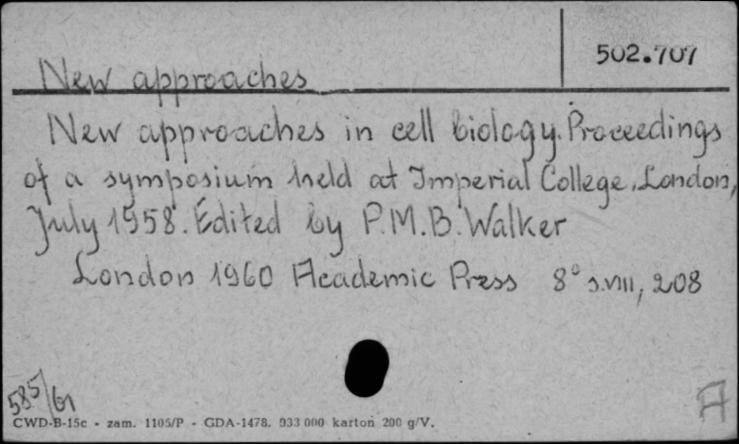 502.707
New approaches
New approaches in cell biology. Proceedings
of a symposium held at Imperial College, London,
July 1958. Edited by P.M.B. Walker
London 1960 Academic Press 8° s.VIII, 208
585/61
CWD-B-15c - zam. 1105/P - GDA-1478. 933 000 karton 200 g/V.
A